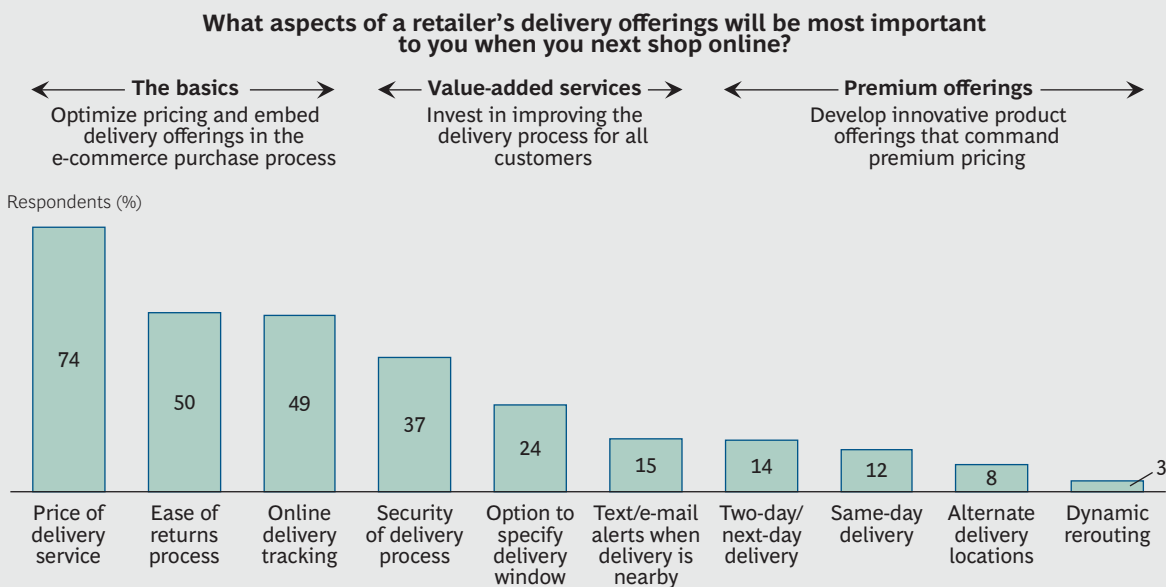 What aspects of a retailer's delivery offerings will be most important
to you when you next shop online?
The basics
Optimize pricing and embed
delivery offerings in the
e-commerce purchase process
Value-added services
Invest in improving the
delivery process for all
customers
Premium offerings
Develop innovative product
offerings that command
premium pricing
Respondents (%)
74
50
49
37
24
15
14
12
8
3
Price of
delivery
service
Ease of
returns
process
Online
delivery
tracking
Security
of delivery
process
Option to
specify
delivery
window
Text/e-mail
alerts when
delivery is
nearby
Two-day/
next-day
delivery
Same-day
delivery
Alternate
delivery
locations
Dynamic
rerouting